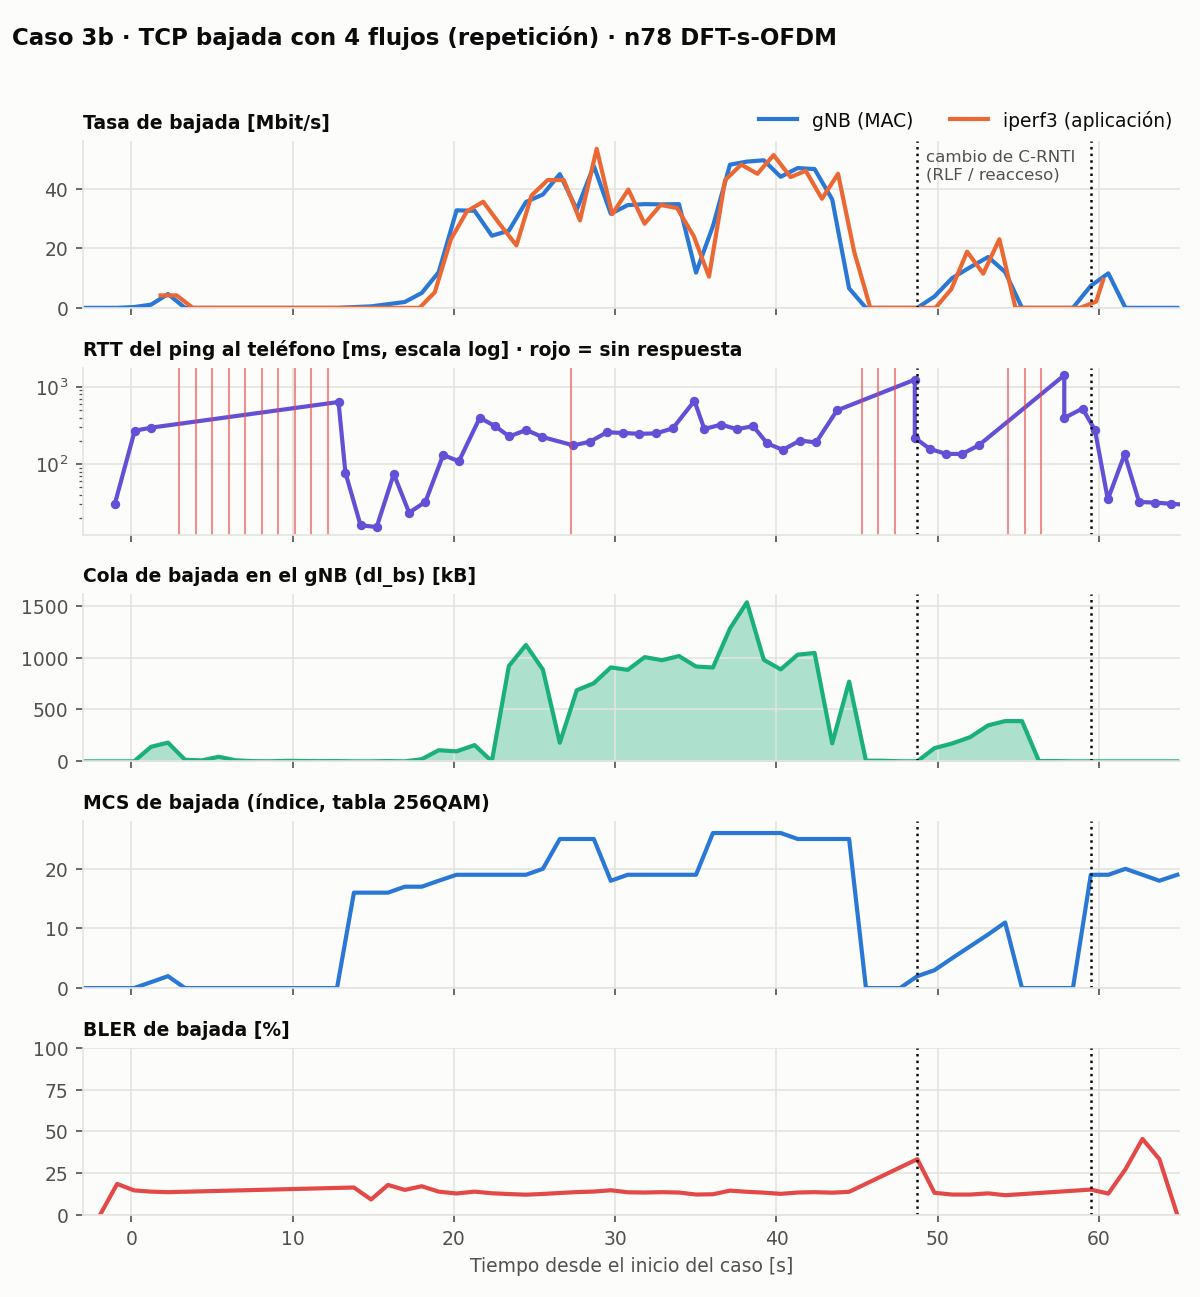 Caso 3b · TCP bajada con 4 flujos (repetición) · n78 DFT-s-OFDM
Tasa de bajada [Mbit/s]
gNB (MAC)
iperf3 (aplicación)
cambio de C-RNTI
(RLF / reacceso)
40
20
0
RTT del ping al teléfono [ms, escala log] · rojo = sin respuesta
10³
10²
Cola de bajada en el gNB (dl_bs) [kB]
1500
1000
500
0
MCS de bajada (índice, tabla 256QAM)
20
10
0
BLER de bajada [%]
100
75
50
25
0
0 10 20 30 40 50 60
Tiempo desde el inicio del caso [s]